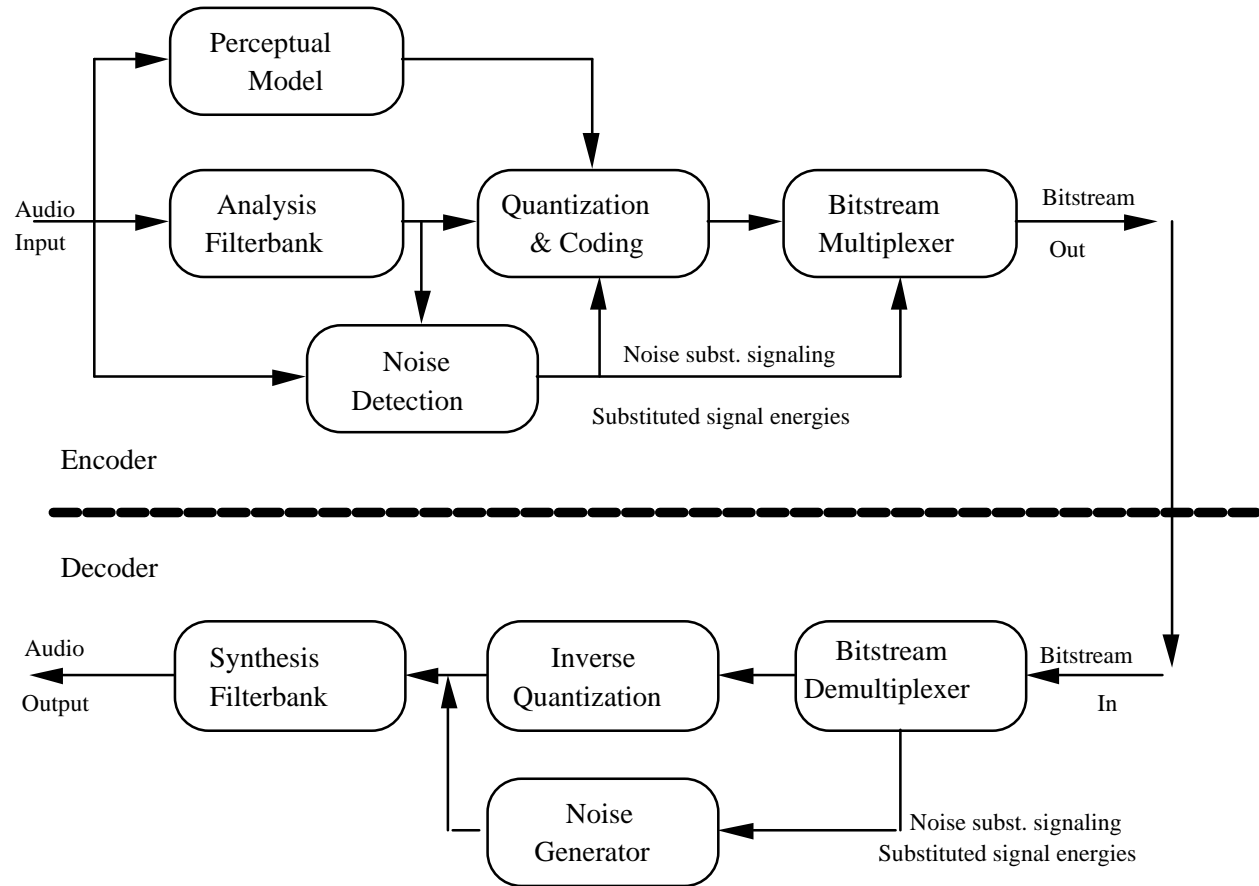 Perceptual
Model
Audio
Input
Analysis
Filterbank
Quantization
& Coding
Bitstream
Multiplexer
Bitstream
Out
Noise
Detection
Noise subst. signaling
Substituted signal energies
Encoder
Decoder
Audio
Output
Synthesis
Filterbank
Inverse
Quantization
Bitstream
Demultiplexer
Bitstream
In
Noise
Generator
Noise subst. signaling
Substituted signal energies